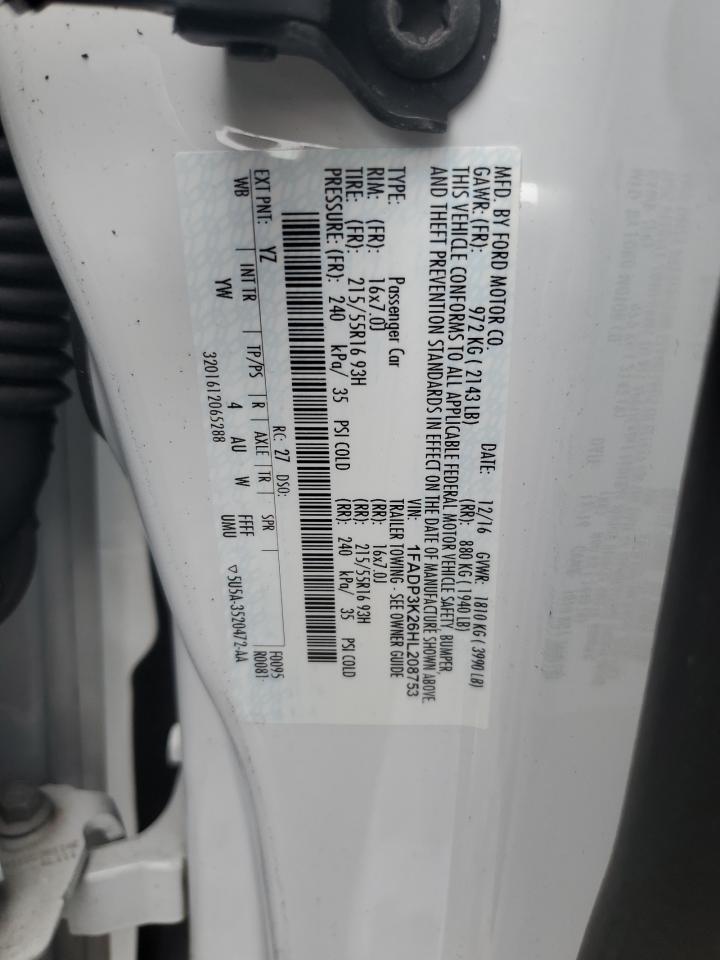 MFD. BY FORD MOTOR CO.
DATE: 12/16 GVWR: 1810 KG ( 3990 LB)
GAWR: (FR): 972 KG ( 2143 LB) (RR): 880 KG ( 1940 LB)
THIS VEHICLE CONFORMS TO ALL APPLICABLE FEDERAL MOTOR VEHICLE SAFETY, BUMPER,
AND THEFT PREVENTION STANDARDS IN EFFECT ON THE DATE OF MANUFACTURE SHOWN ABOVE.
VIN: 1FADP3K26HL208753
TYPE: Passenger Car TRAILER TOWING - SEE OWNER GUIDE
RIM: (FR): 16x7.0J (RR): 16x7.0J
TIRE: (FR): 215/55R16 93H (RR): 215/55R16 93H
PRESSURE: (FR): 240 kPa/ 35 PSI COLD (RR): 240 kPa/ 35 PSI COLD
F0095
EXT PNT: YZ RC: 27 DSO: R0081
WB | INT TR | TP/PS | R | AXLE | TR | SPR
YW 4 AU W FFFF
UMU
3201612065288 ▽5U5A-3520472-AA